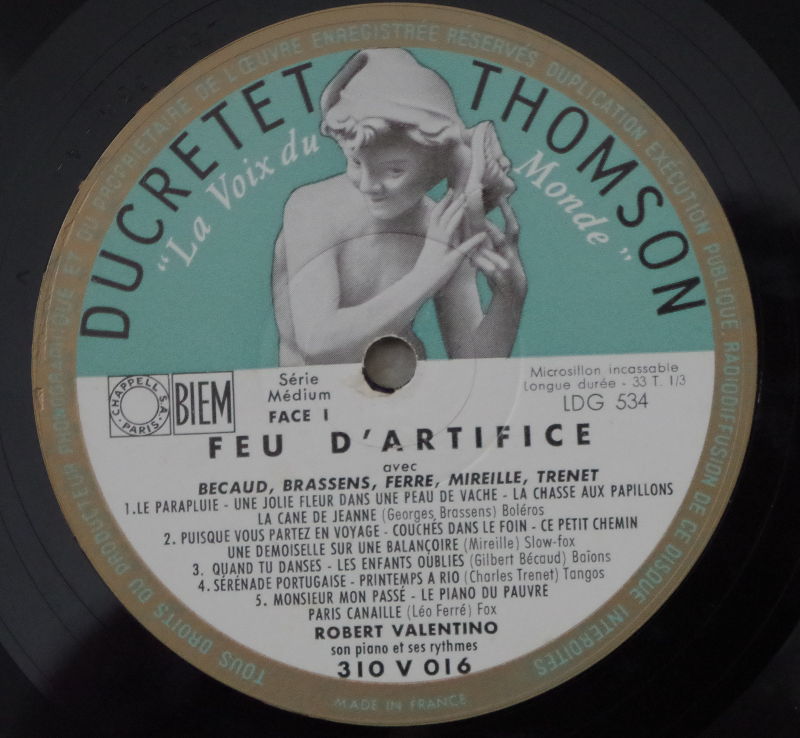 TOUS DROITS DU PRODUCTEUR PHONOGRAPHIQUE ET DU PROPRIÉTAIRE DE L'ŒUVRE ENREGISTRÉE RÉSERVÉS DUPLICATION, EXÉCUTION PUBLIQUE, RADIODIFFUSION DE CE DISQUE INTERDITES
DUCRETET THOMSON
"La Voix du Monde"
CHAPPELL S.A. PARIS
BIEM
Série
Médium
FACE I
Microsillon incassable
Longue durée - 33 T. 1/3
LDG 534
FEU D'ARTIFICE
avec
BECAUD, BRASSENS, FERRE, MIREILLE, TRENET
1.LE PARAPLUIE - UNE JOLIE FLEUR DANS UNE PEAU DE VACHE - LA CHASSE AUX PAPILLONS
LA CANE DE JEANNE (Georges Brassens) Boléros
2. PUISQUE VOUS PARTEZ EN VOYAGE - COUCHÉS DANS LE FOIN - CE PETIT CHEMIN
UNE DEMOISELLE SUR UNE BALANÇOIRE (Mireille) Slow-fox
3. QUAND TU DANSES - LES ENFANTS OUBLIÉS (Gilbert Bécaud) Baïons
4. SÉRÉNADE PORTUGAISE - PRINTEMPS A RIO (Charles Trenet) Tangos
5. MONSIEUR MON PASSÉ - LE PIANO DU PAUVRE
PARIS CANAILLE (Léo Ferré) Fox
ROBERT VALENTINO
son piano et ses rythmes
310 V 016
MADE IN FRANCE